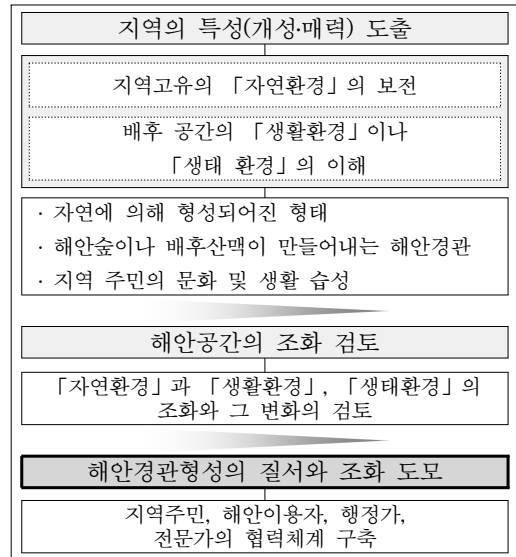 지역의 특성(개성·매력) 도출
지역고유의 「자연환경」의 보전
배후 공간의 「생활환경」이나
「생태 환경」의 이해
· 자연에 의해 형성되어진 형태
· 해안숲이나 배후산맥이 만들어내는 해안경관
· 지역 주민의 문화 및 생활 습성
해안공간의 조화 검토
「자연환경」과 「생활환경」, 「생태환경」의
조화와 그 변화의 검토
해안경관형성의 질서와 조화 도모
지역주민, 해안이용자, 행정가,
전문가의 협력체계 구축